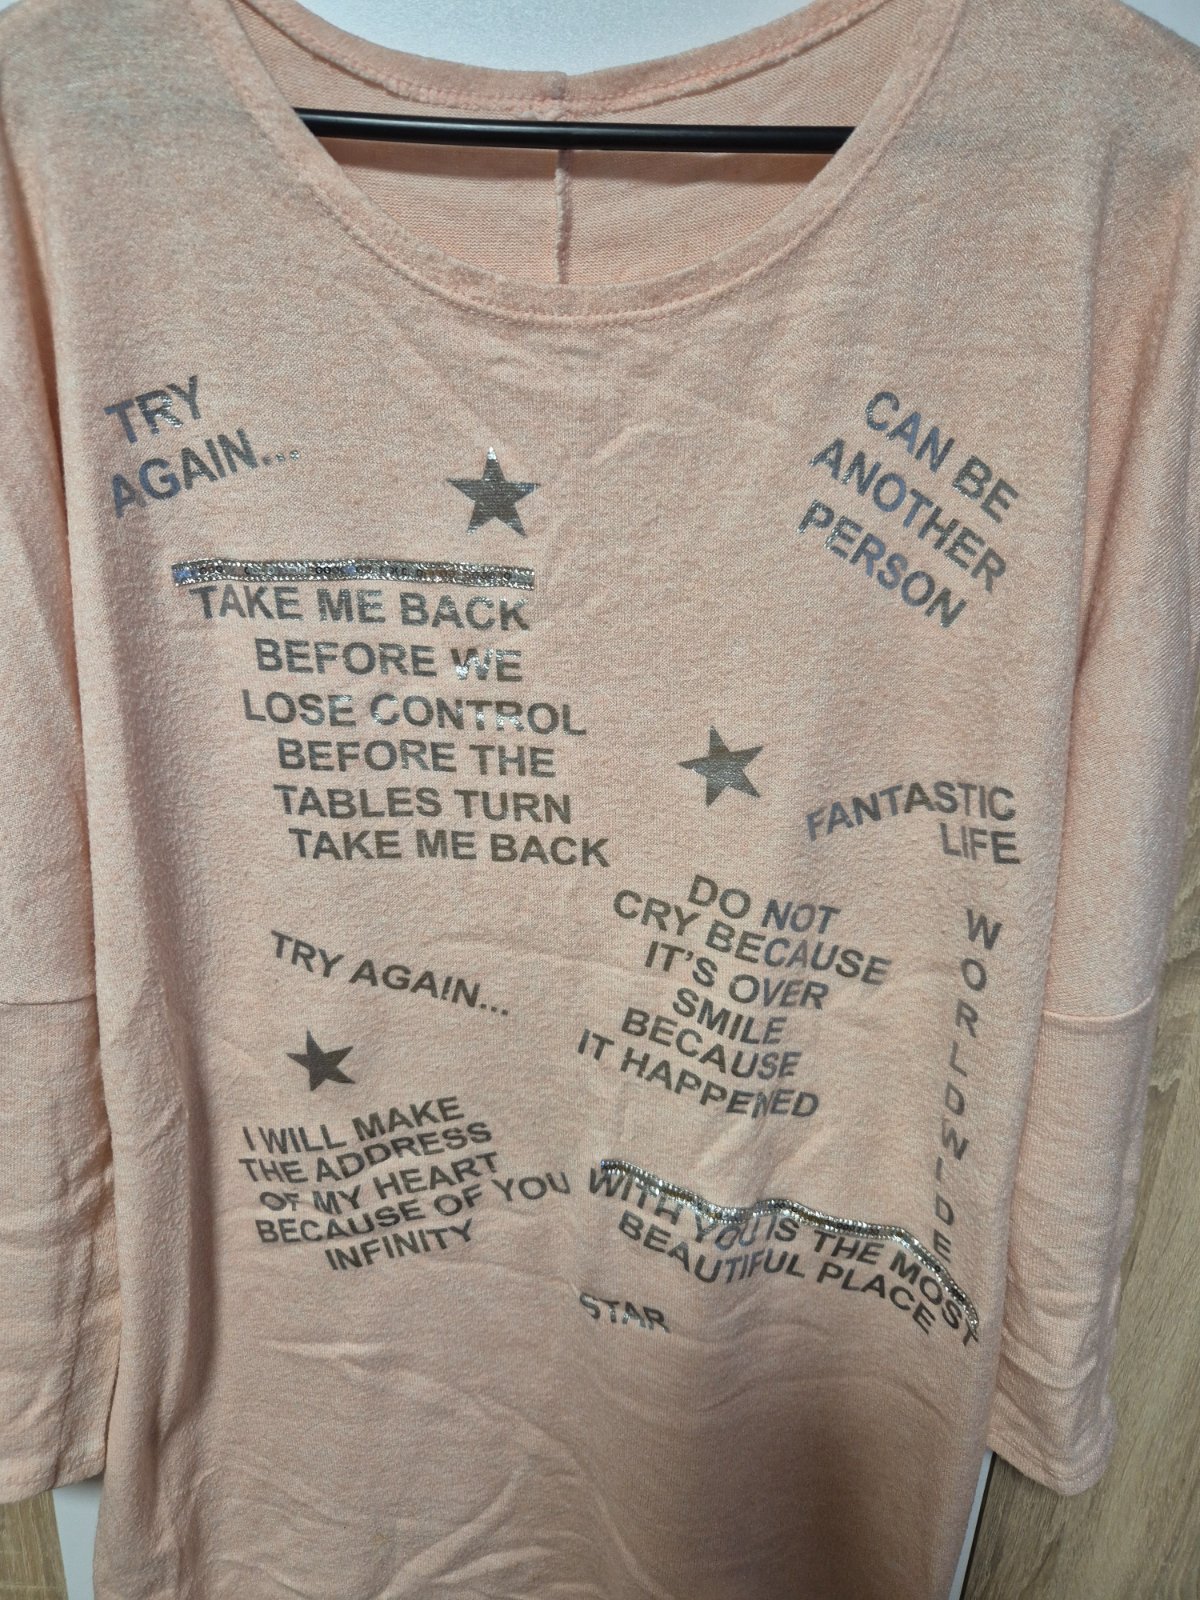 TRY
AGAIN...
CAN BE
ANOTHER
PERSON
TAKE ME BACK
BEFORE WE
LOSE CONTROL
BEFORE THE
TABLES TURN
TAKE ME BACK
FANTASTIC
LIFE
DO NOT
CRY BECAUSE
IT'S OVER
SMILE
BECAUSE
IT HAPPENED
WORLDWIDE
TRY AGAIN...
I WILL MAKE
THE ADDRESS
OF MY HEART
BECAUSE OF YOU
INFINITY
WITH YOU IS THE MOST
BEAUTIFUL PLACE
STAR